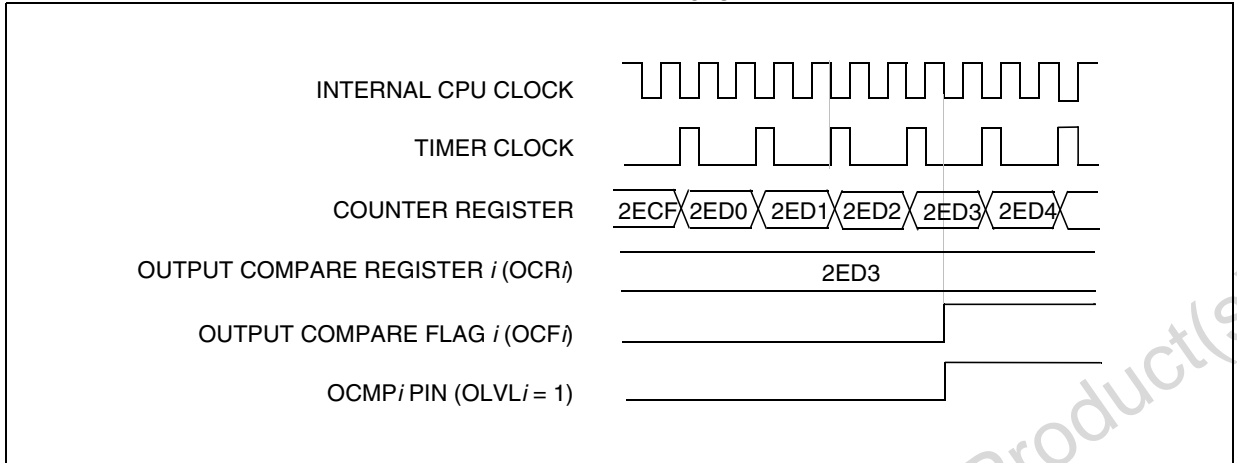 INTERNAL CPU CLOCK
TIMER CLOCK
COUNTER REGISTER 2ECF 2ED0 2ED1 2ED2 2ED3 2ED4
OUTPUT COMPARE REGISTER i (OCRi) 2ED3
OUTPUT COMPARE FLAG i (OCFi)
OCMPi PIN (OLVLi = 1)
Product(s